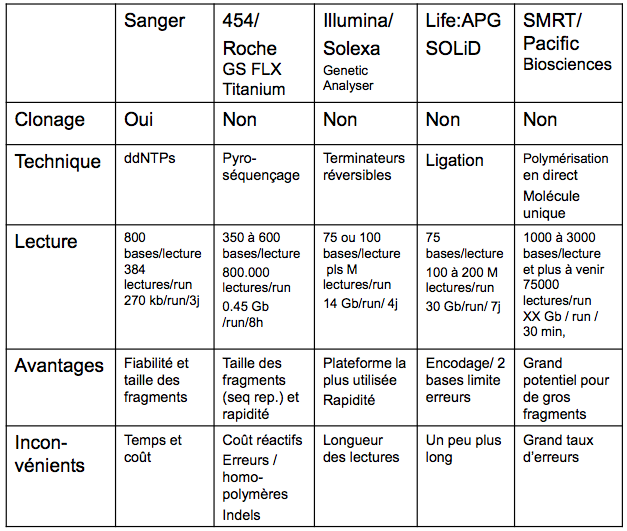 Sanger
454/
Roche
GS FLX
Titanium
Illumina/
Solexa
Genetic
Analyser
Life:APG
SOLiD
SMRT/
Pacific
Biosciences
Clonage
Oui
Non
Non
Non
Non
Technique
ddNTPs
Pyro-
séquençage
Terminateurs
réversibles
Ligation
Polymérisation
en direct
Molécule
unique
Lecture
800
bases/lecture
384
lectures/run
270 kb/run/3j
350 à 600
bases/lecture
800.000
lectures/run
0.45 Gb
/run/8h
75 ou 100
bases/lecture
pls M
lectures/run
14 Gb/run/ 4j
75
bases/lecture
100 à 200 M
lectures/run
30 Gb/run/ 7j
1000 à 3000
bases/lecture
et plus à venir
75000
lectures/run
XX Gb / run /
30 min,
Avantages
Fiabilité et
taille des
fragments
Taille des
fragments
(seq rep.) et
rapidité
Plateforme la
plus utilisée
Rapidité
Encodage/ 2
bases limite
erreurs
Grand
potentiel pour
de gros
fragments
Incon-
vénients
Temps et
coût
Coût réactifs
Erreurs /
homo-
polymères
Indels
Longueur
des lectures
Un peu plus
long
Grand taux
d'erreurs